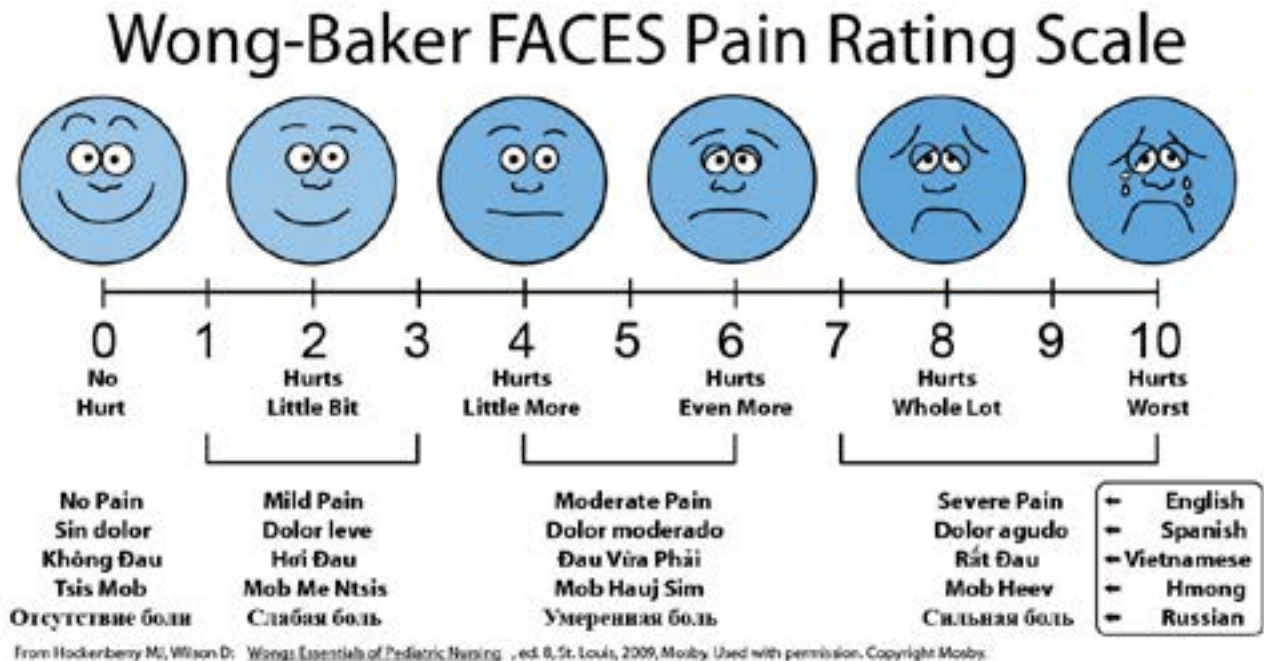 Wong-Baker FACES Pain Rating Scale
0 1 2 3 4 5 6 7 8 9 10
No Hurts Hurts Hurts Hurts Hurts
Hurt Little Bit Little More Even More Whole Lot Worst
No Pain Mild Pain Moderate Pain Severe Pain ← English
Sin dolor Dolor leve Dolor moderado Dolor agudo ← Spanish
Không Đau Hơi Đau Đau Vừa Phải Rất Đau ← Vietnamese
Tsis Mob Mob Me Ntsis Mob Hauj Sim Mob Heev ← Hmong
Отсутствие боли Слабая боль Умеренная боль Сильная боль ← Russian
From Hockenberry MJ, Wilson D: Wongs Essentials of Pediatric Nursing , ed. 8, St. Louis, 2009, Mosby. Used with permission. Copyright Mosby.